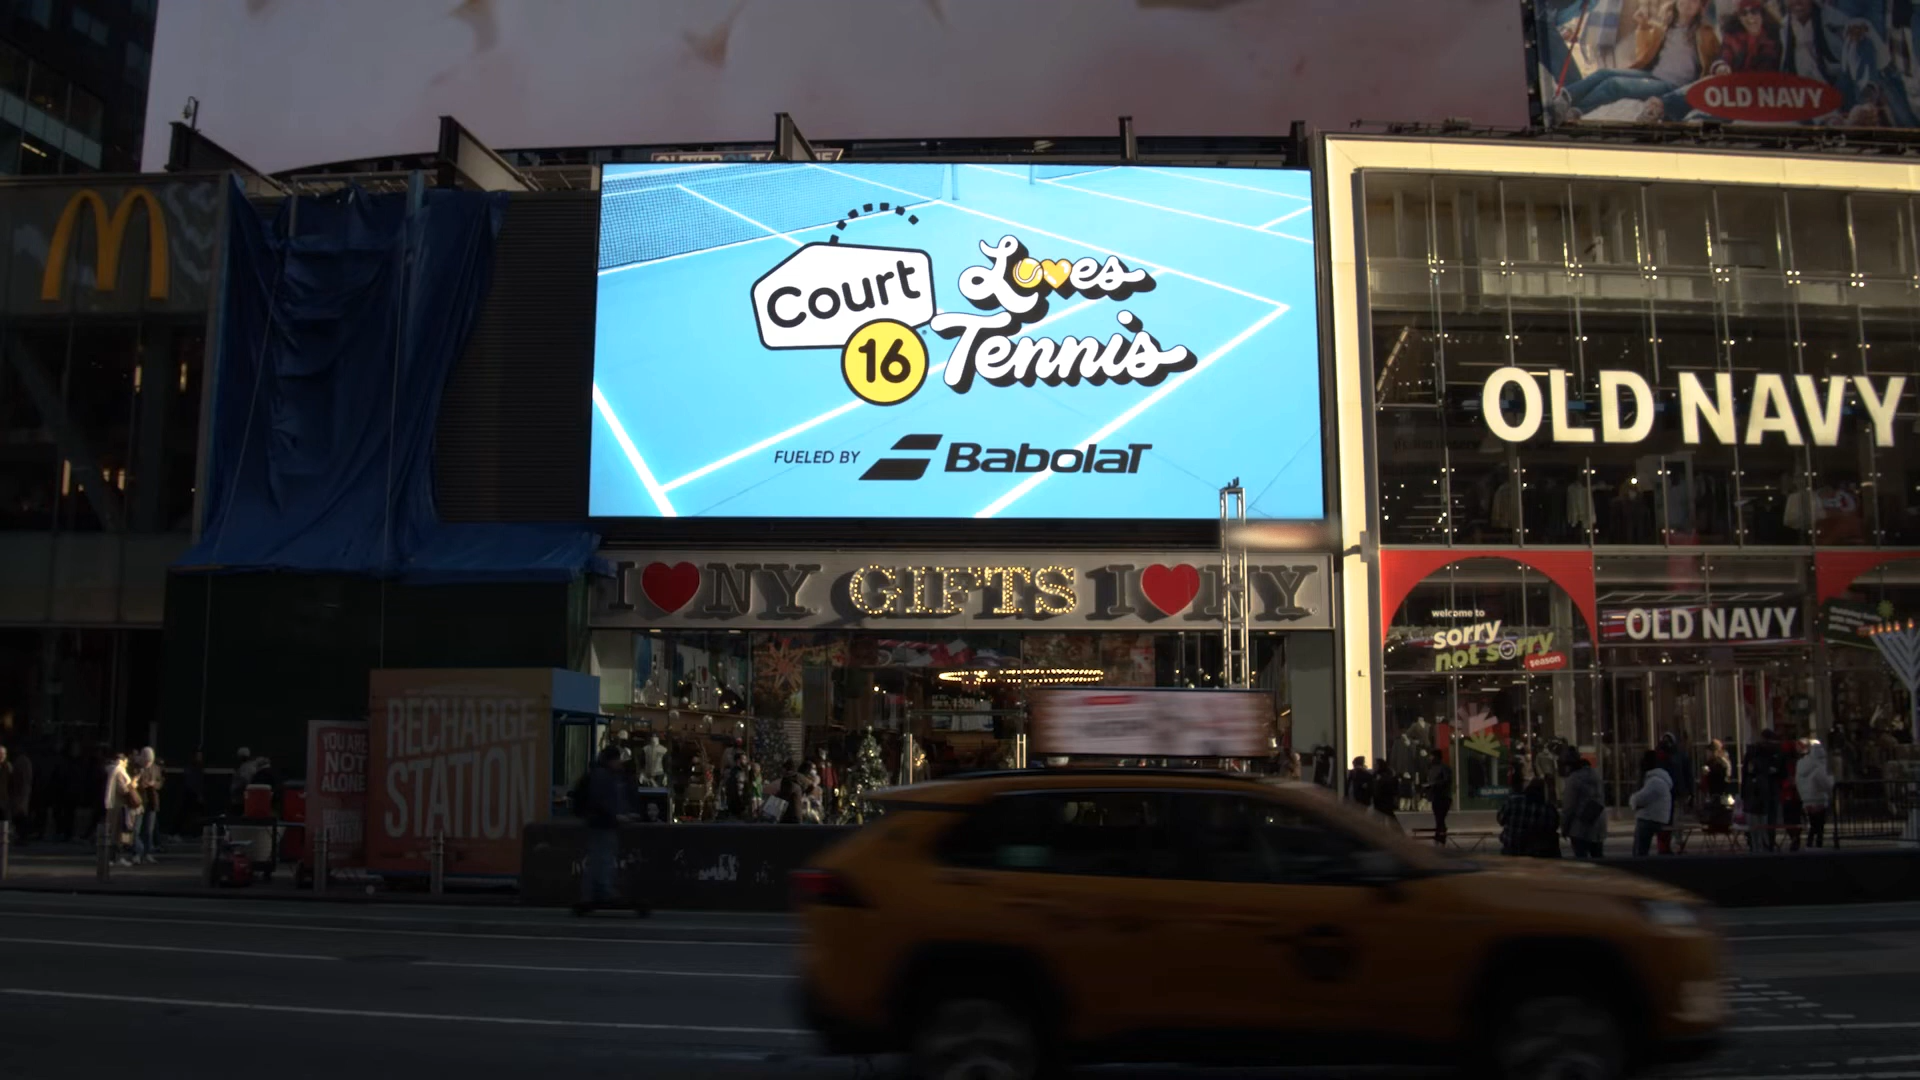 OLD NAVY
Court
16
Loves
Tennis
FUELED BY BabolaT
OLD NAVY
I ❤ NY GIFTS I ❤ NY
welcome to
sorry
not sorry
season
OLD NAVY
RECHARGE
STATION
YOU ARE
NOT
ALONE